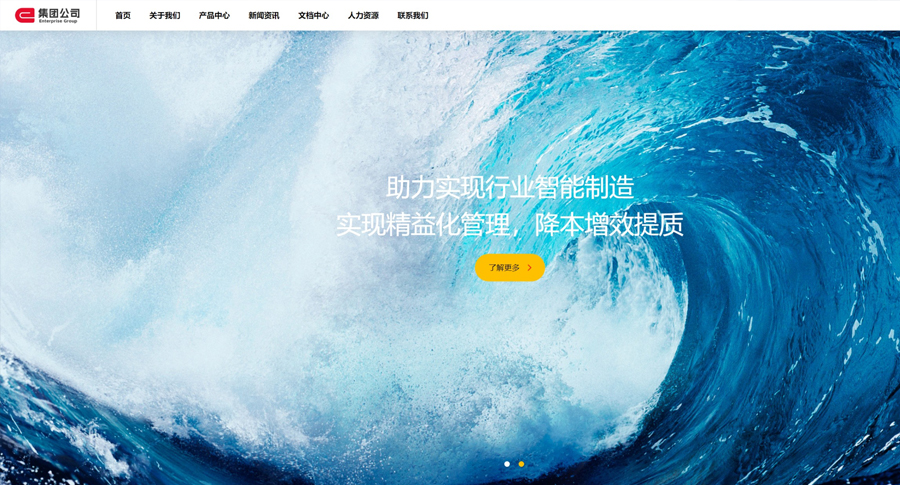 集团公司
Enterprise Group
首页 关于我们 产品中心 新闻资讯 文档中心 人力资源 联系我们
助力实现行业智能制造
实现精益化管理，降本增效提质
了解更多